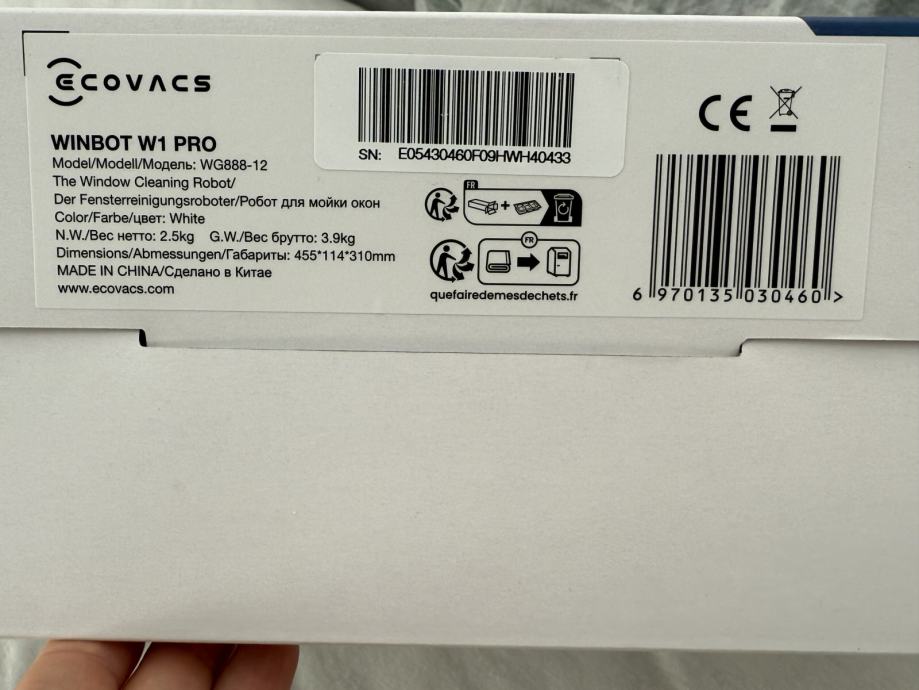 ECOVACS
WINBOT W1 PRO
Model/Modell/Модель: WG888-12
The Window Cleaning Robot/
Der Fensterreinigungsroboter/Робот для мойки окон
Color/Farbe/цвет: White
N.W./Вес нетто: 2.5kg G.W./Вес брутто: 3.9kg
Dimensions/Abmessungen/Габариты: 455*114*310mm
MADE IN CHINA/Сделано в Китае
www.ecovacs.com
SN: E05430460F09HWH40433
FR
+
FR
quefairedemesdechets.fr
CE
6 970135 030460 >